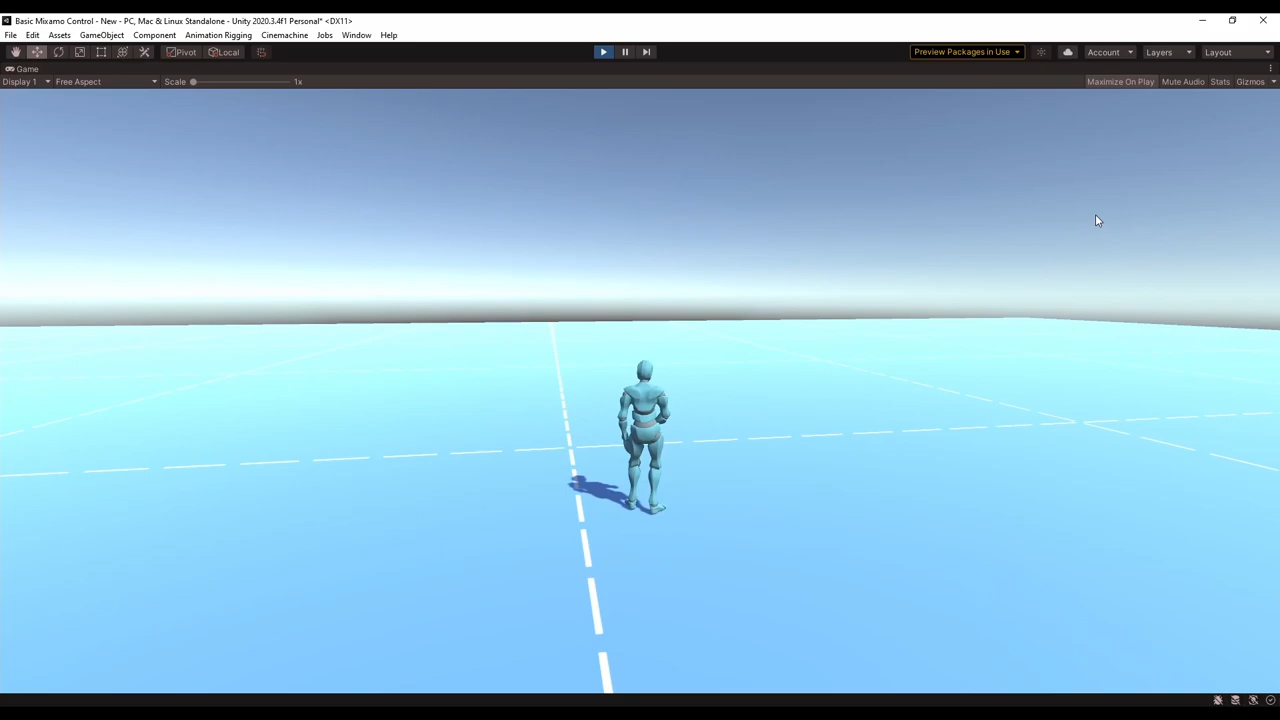 Basic Mixamo Control - New - PC, Mac & Linux Standalone - Unity 2020.3.4f1 Personal* <DX11>
File Edit Assets GameObject Component Animation Rigging Cinemachine Jobs Window Help
Pivot Local Preview Packages in Use Account Layers Layout
Game
Display 1 Free Aspect Scale 1x Maximize On Play Mute Audio Stats Gizmos